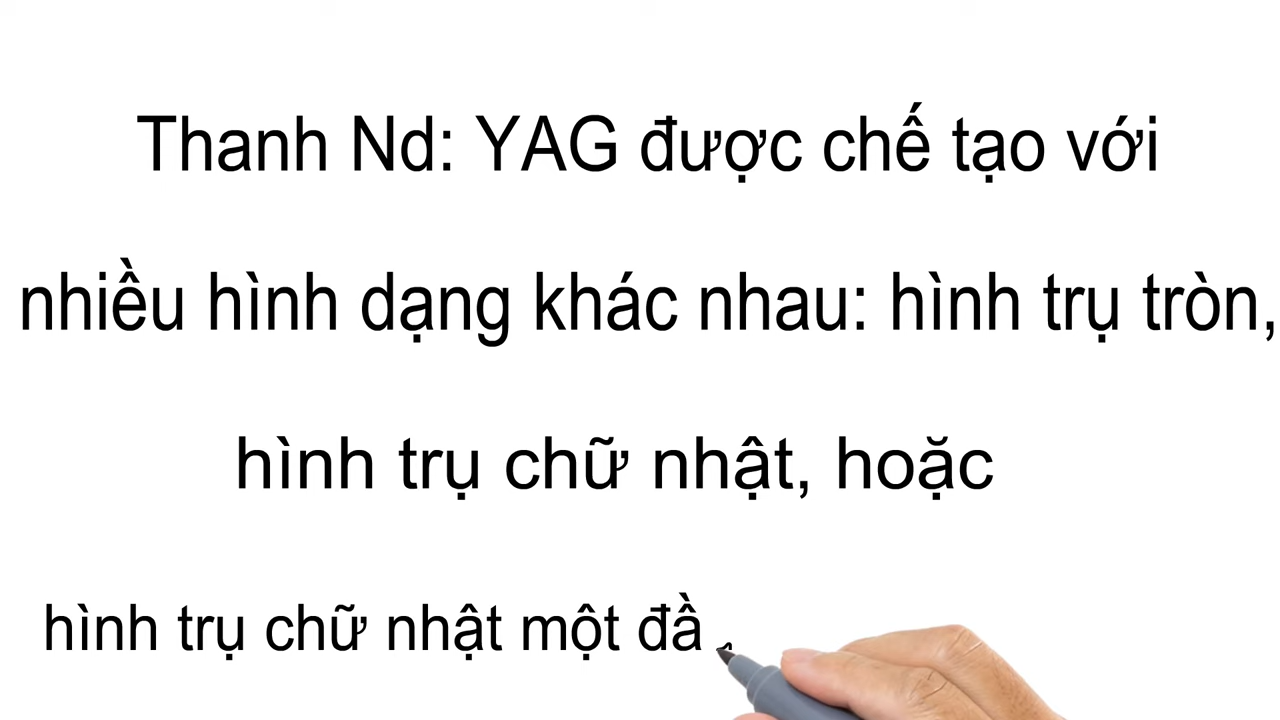 Thanh Nd: YAG được chế tạo với
nhiều hình dạng khác nhau: hình trụ tròn,
hình trụ chữ nhật, hoặc
hình trụ chữ nhật một